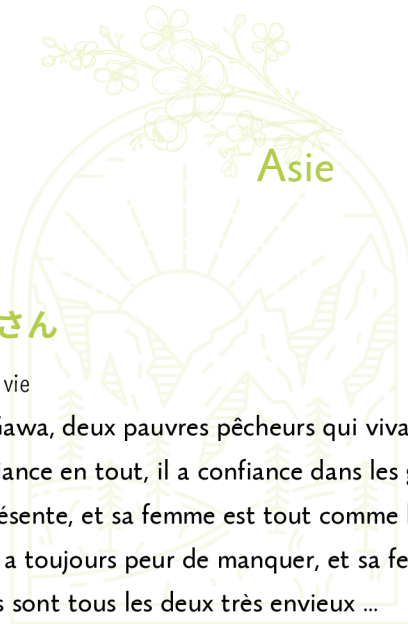 Asie
さん
vie
Gawa, deux pauvres pêcheurs qui viva
iance en tout, il a confiance dans les
ésente, et sa femme est tout comme
a toujours peur de manquer, et sa fe
s sont tous les deux très envieux ...